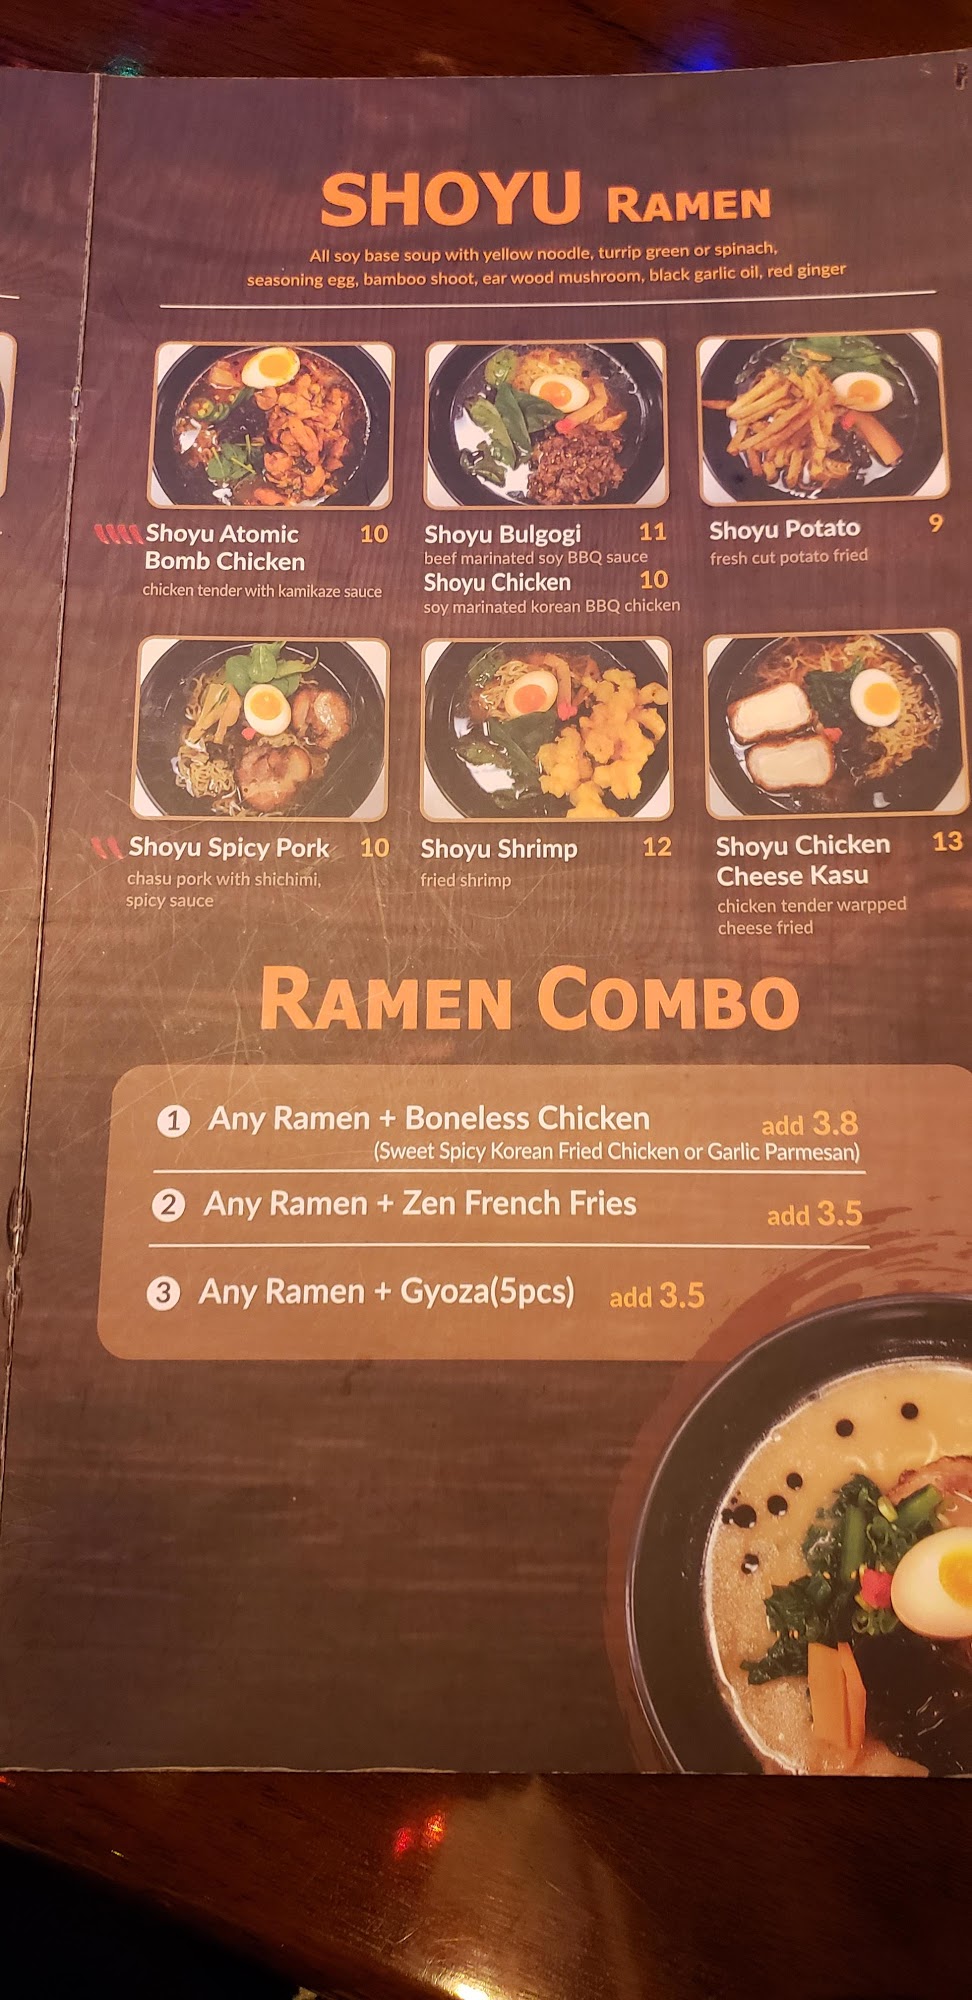 SHOYU RAMEN
All soy base soup with yellow noodle, turrip green or spinach,
seasoning egg, bamboo shoot, ear wood mushroom, black garlic oil, red ginger
Shoyu Atomic 10
Bomb Chicken
chicken tender with kamikaze sauce
Shoyu Bulgogi 11
beef marinated soy BBQ sauce
Shoyu Chicken 10
soy marinated korean BBQ chicken
Shoyu Potato 9
fresh cut potato fried
Shoyu Spicy Pork 10
chasu pork with shichimi,
spicy sauce
Shoyu Shrimp 12
fried shrimp
Shoyu Chicken 13
Cheese Kasu
chicken tender warpped
cheese fried
RAMEN COMBO
1 Any Ramen + Boneless Chicken add 3.8
(Sweet Spicy Korean Fried Chicken or Garlic Parmesan)
2 Any Ramen + Zen French Fries add 3.5
3 Any Ramen + Gyoza(5pcs) add 3.5